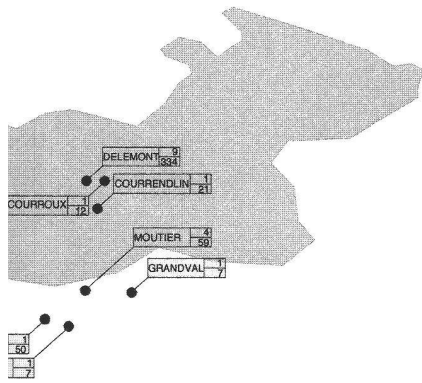 DELEMONT 9
334
COURRENDLIN 1
21
COURROUX 1
12
MOUTIER 4
59
GRANDVAL 1
7
1
50
1
7